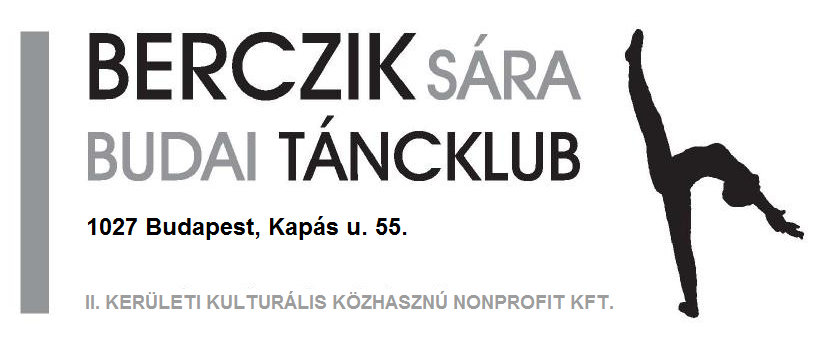 BERCZIK SÁRA
BUDAI TÁNCKLUB
1027 Budapest, Kapás u. 55.
II. KERÜLETI KULTURÁLIS KÖZHASZNÚ NONPROFIT KFT.